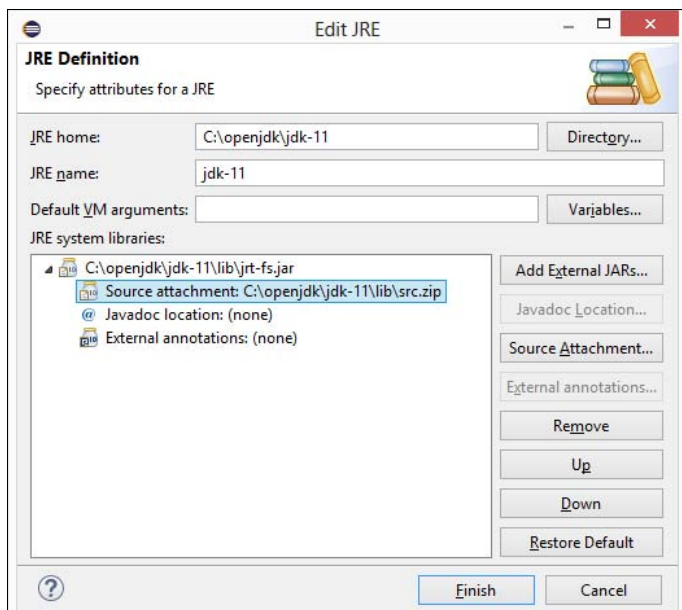 Edit JRE
JRE Definition
Specify attributes for a JRE
JRE home:
C:\openjdk\jdk-11
Directory...
JRE name:
jdk-11
Default VM arguments:
Variables...
JRE system libraries:
C:\openjdk\jdk-11\lib\jrt-fs.jar
Source attachment: C:\openjdk\jdk-11\lib\src.zip
Javadoc location: (none)
External annotations: (none)
Add External JARs...
Javadoc Location...
Source Attachment...
External annotations...
Remove
Up
Down
Restore Default
Finish
Cancel